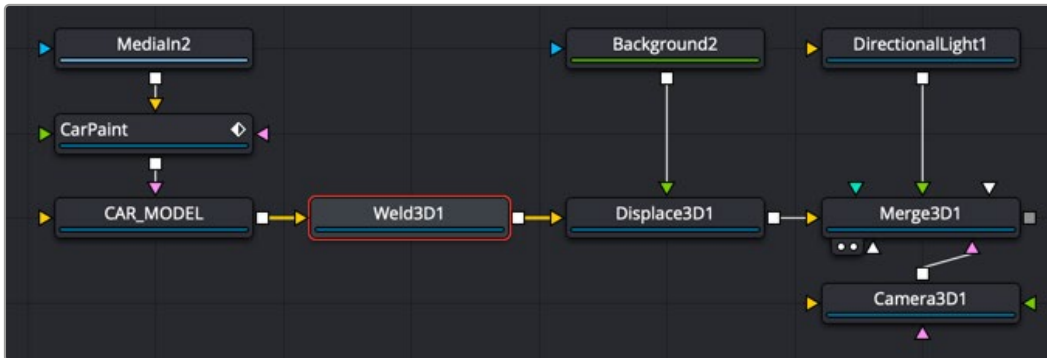 MediaIn2
Background2
DirectionalLight1
CarPaint
CAR_MODEL
Weld3D1
Displace3D1
Merge3D1
Camera3D1